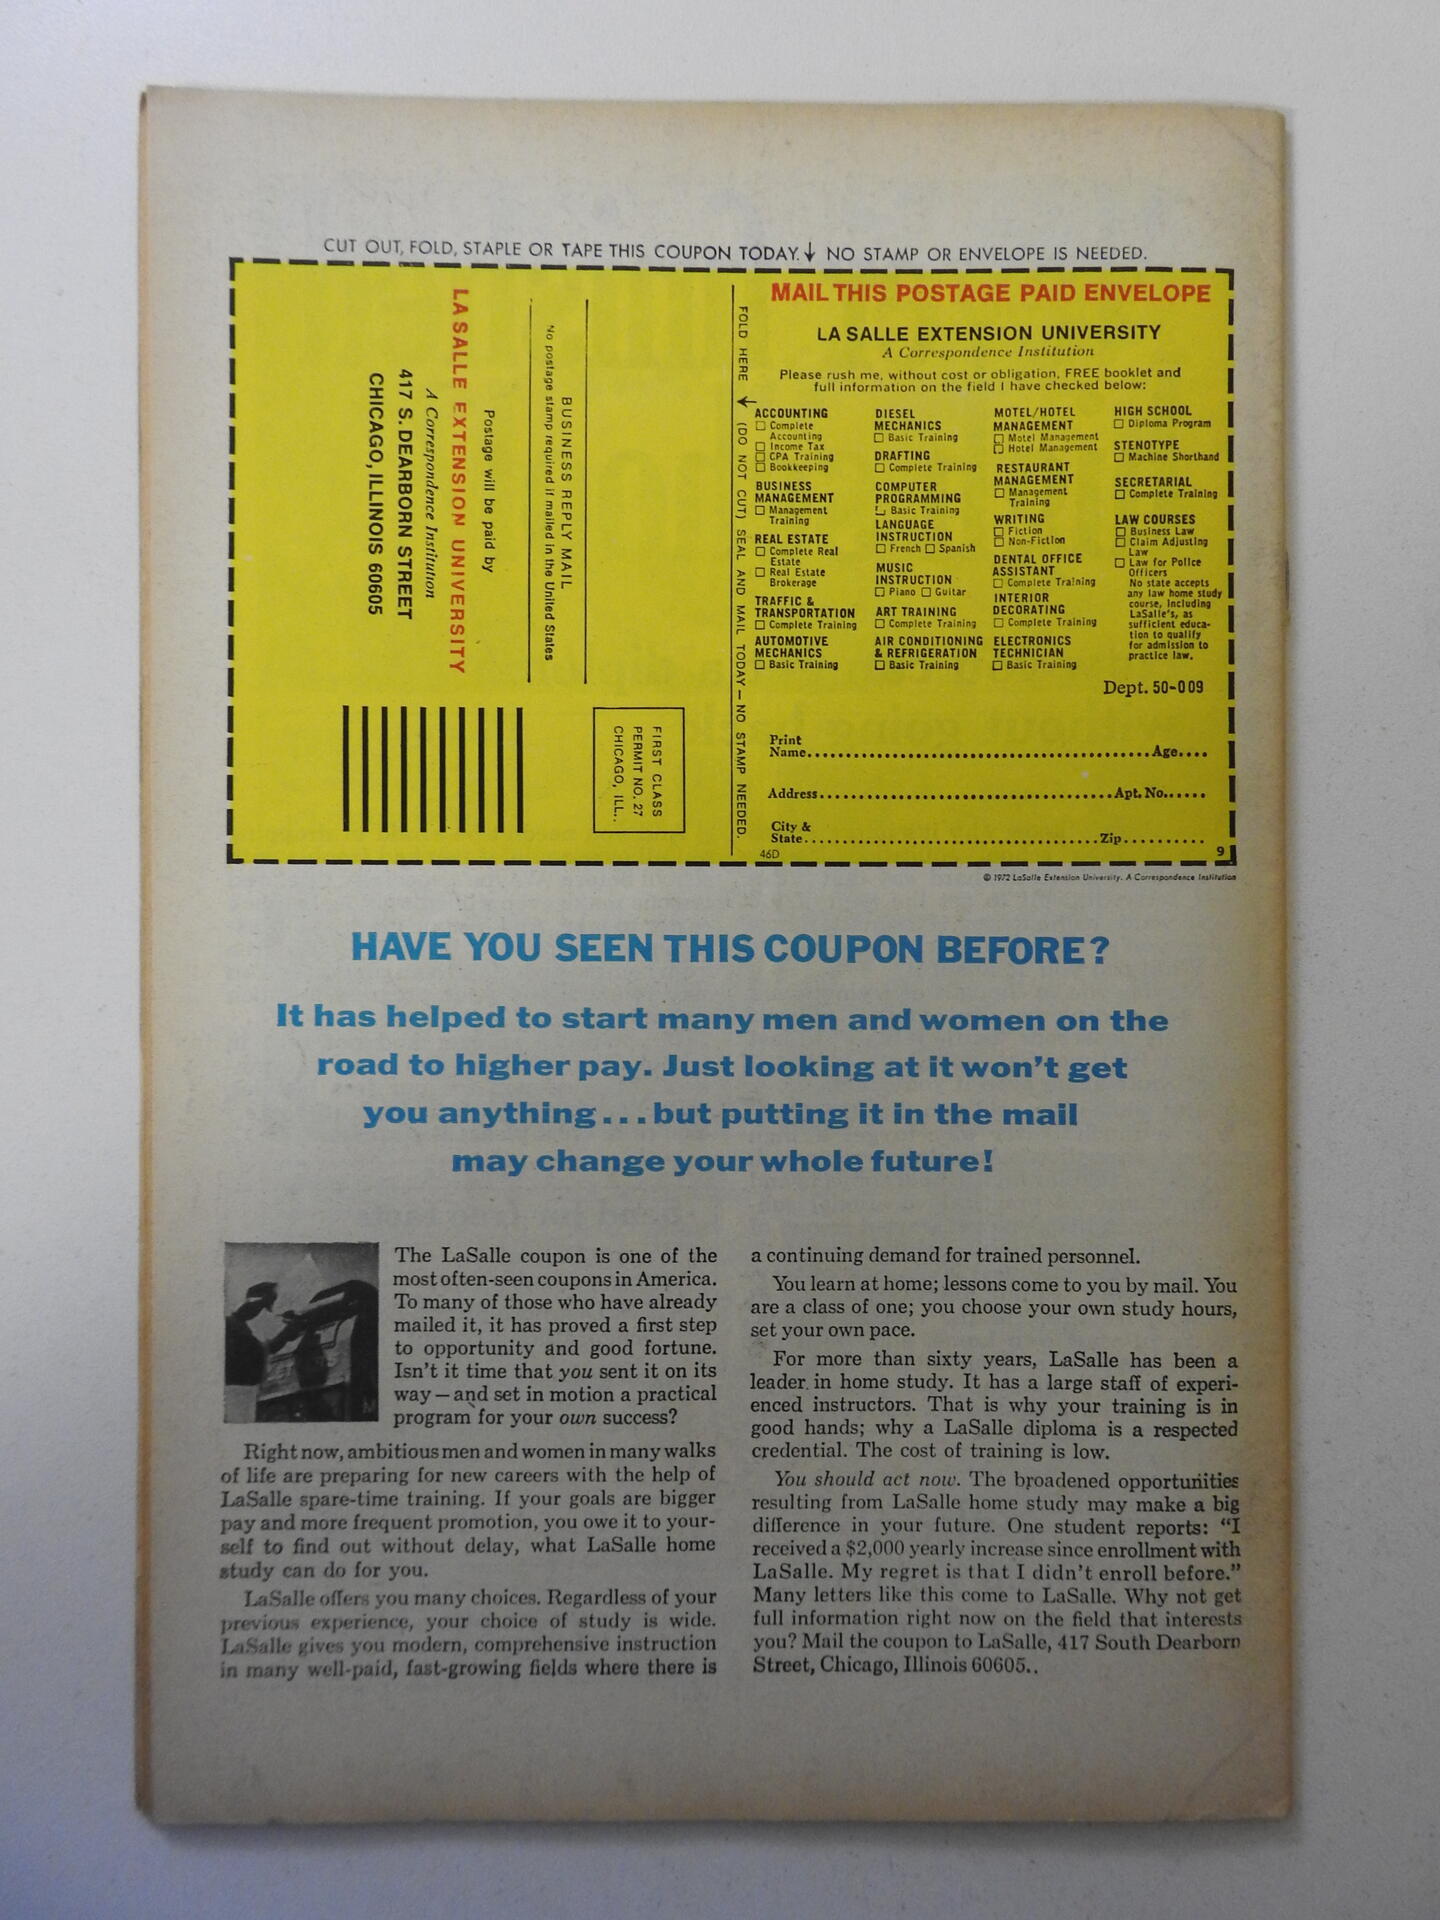 CUT OUT, FOLD, STAPLE OR TAPE THIS COUPON TODAY. ↓ NO STAMP OR ENVELOPE IS NEEDED.
BUSINESS REPLY MAIL
No postage stamp required if mailed in the United States
Postage will be paid by
LA SALLE EXTENSION UNIVERSITY
A Correspondence Institution
417 S. DEARBORN STREET
CHICAGO, ILLINOIS 60605
FIRST CLASS
PERMIT NO. 27
CHICAGO, ILL.
FOLD HERE ↓ (DO NOT CUT) SEAL AND MAIL TODAY — NO STAMP NEEDED.
MAIL THIS POSTAGE PAID ENVELOPE
LA SALLE EXTENSION UNIVERSITY
A Correspondence Institution
Please rush me, without cost or obligation, FREE booklet and
full information on the field I have checked below:
ACCOUNTING
☐ Complete
Accounting
☐ Income Tax
☐ CPA Training
☐ Bookkeeping
BUSINESS
MANAGEMENT
☐ Management
Training
REAL ESTATE
☐ Complete Real
Estate
☐ Real Estate
Brokerage
TRAFFIC &
TRANSPORTATION
☐ Complete Training
AUTOMOTIVE
MECHANICS
☐ Basic Training
DIESEL
MECHANICS
☐ Basic Training
DRAFTING
☐ Complete Training
COMPUTER
PROGRAMMING
☐ Basic Training
LANGUAGE
INSTRUCTION
☐ French ☐ Spanish
MUSIC
INSTRUCTION
☐ Piano ☐ Guitar
ART TRAINING
☐ Complete Training
AIR CONDITIONING
& REFRIGERATION
☐ Basic Training
MOTEL/HOTEL
MANAGEMENT
☐ Motel Management
☐ Hotel Management
RESTAURANT
MANAGEMENT
☐ Management
Training
WRITING
☐ Fiction
☐ Non-Fiction
DENTAL OFFICE
ASSISTANT
☐ Complete Training
INTERIOR
DECORATING
☐ Complete Training
ELECTRONICS
TECHNICIAN
☐ Basic Training
HIGH SCHOOL
☐ Diploma Program
STENOTYPE
☐ Machine Shorthand
SECRETARIAL
☐ Complete Training
LAW COURSES
☐ Business Law
☐ Claim Adjusting
Law
☐ Law for Police
Officers
No state accepts
any law home study
course, including
LaSalle's, as
sufficient educa-
tion to qualify
for admission to
practice law.
Dept. 50-009
Print
Name....................Age....
Address....................Apt. No......
City &
State....................Zip..........
46D 9
© 1972 LaSalle Extension University. A Correspondence Institution
HAVE YOU SEEN THIS COUPON BEFORE?
It has helped to start many men and women on the
road to higher pay. Just looking at it won't get
you anything...but putting it in the mail
may change your whole future!
The LaSalle coupon is one of the
most often-seen coupons in America.
To many of those who have already
mailed it, it has proved a first step
to opportunity and good fortune.
Isn't it time that you sent it on its
way — and set in motion a practical
program for your own success?
Right now, ambitious men and women in many walks
of life are preparing for new careers with the help of
LaSalle spare-time training. If your goals are bigger
pay and more frequent promotion, you owe it to your-
self to find out without delay, what LaSalle home
study can do for you.
LaSalle offers you many choices. Regardless of your
previous experience, your choice of study is wide.
LaSalle gives you modern, comprehensive instruction
in many well-paid, fast-growing fields where there is
a continuing demand for trained personnel.
You learn at home; lessons come to you by mail. You
are a class of one; you choose your own study hours,
set your own pace.
For more than sixty years, LaSalle has been a
leader in home study. It has a large staff of experi-
enced instructors. That is why your training is in
good hands; why a LaSalle diploma is a respected
credential. The cost of training is low.
You should act now. The broadened opportunities
resulting from LaSalle home study may make a big
difference in your future. One student reports: "I
received a $2,000 yearly increase since enrollment with
LaSalle. My regret is that I didn't enroll before."
Many letters like this come to LaSalle. Why not get
full information right now on the field that interests
you? Mail the coupon to LaSalle, 417 South Dearborn
Street, Chicago, Illinois 60605..